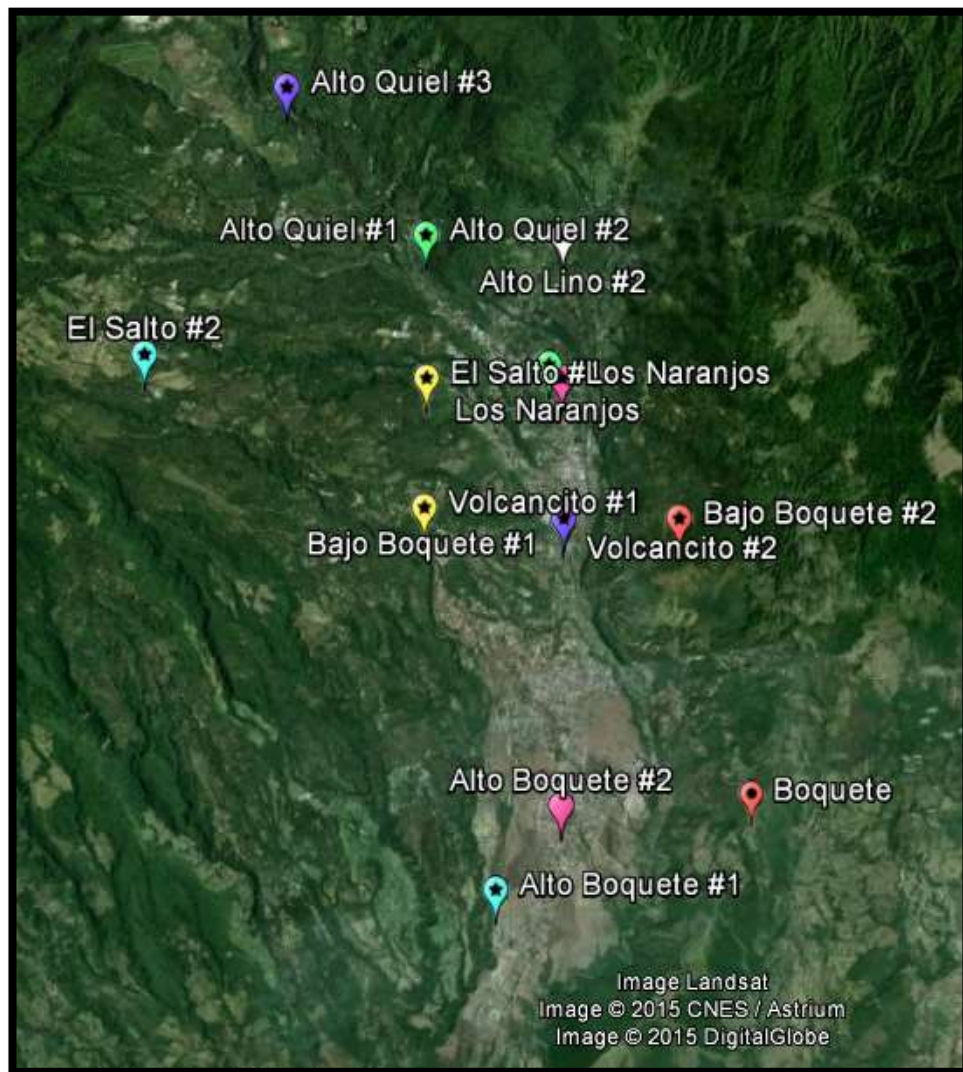 Alto Quiel #3
Alto Quiel #1
Alto Quiel #2
Alto Lino #2
El Salto #2
El Salto #1
Los Naranjos
Los Naranjos
Volcancito #1
Bajo Boquete #2
Bajo Boquete #1
Volcancito #2
Alto Boquete #2
Boquete
Alto Boquete #1
Image Landsat
Image © 2015 CNES / Astrium
Image © 2015 DigitalGlobe